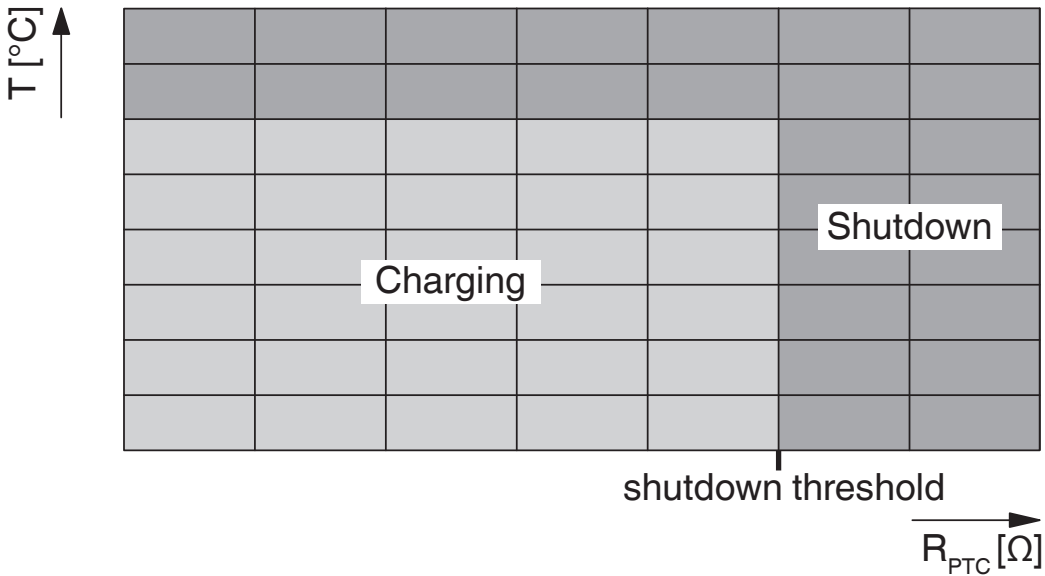 T [°C]
Shutdown
Charging
shutdown threshold
R_PTC [Ω]